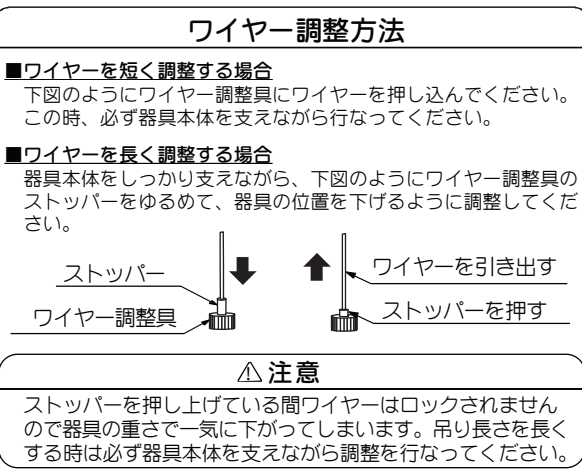 ワイヤー調整方法
■ワイヤーを短く調整する場合
下図のようにワイヤー調整具にワイヤーを押し込んでください。
この時、必ず器具本体を支えながら行なってください。
■ワイヤーを長く調整する場合
器具本体をしっかり支えながら、下図のようにワイヤー調整具の
ストッパーをゆるめて、器具の位置を下げるように調整してくだ
さい。
ストッパー
ワイヤー調整具
ワイヤーを引き出す
ストッパーを押す
⚠注意
ストッパーを押し上げている間ワイヤーはロックされません
ので器具の重さで一気に下がってしまいます。吊り長さを長く
する時は必ず器具本体を支えながら調整を行なってください。